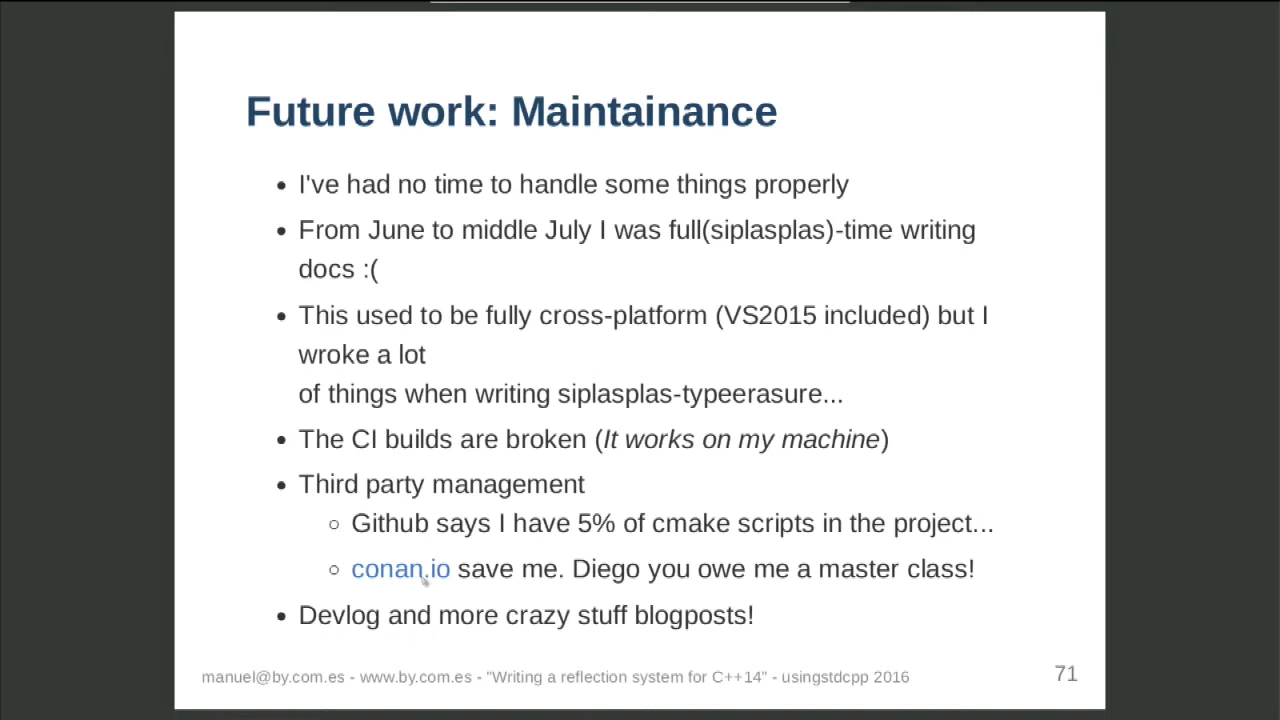 Future work: Maintainance
• I've had no time to handle some things properly
• From June to middle July I was full(siplasplas)-time writing
docs :(
• This used to be fully cross-platform (VS2015 included) but I
wroke a lot
of things when writing siplasplas-typeerasure...
• The CI builds are broken (It works on my machine)
• Third party management
○ Github says I have 5% of cmake scripts in the project...
○ conan.io save me. Diego you owe me a master class!
• Devlog and more crazy stuff blogposts!
manuel@by.com.es - www.by.com.es - "Writing a reflection system for C++14" - usingstdcpp 2016
71